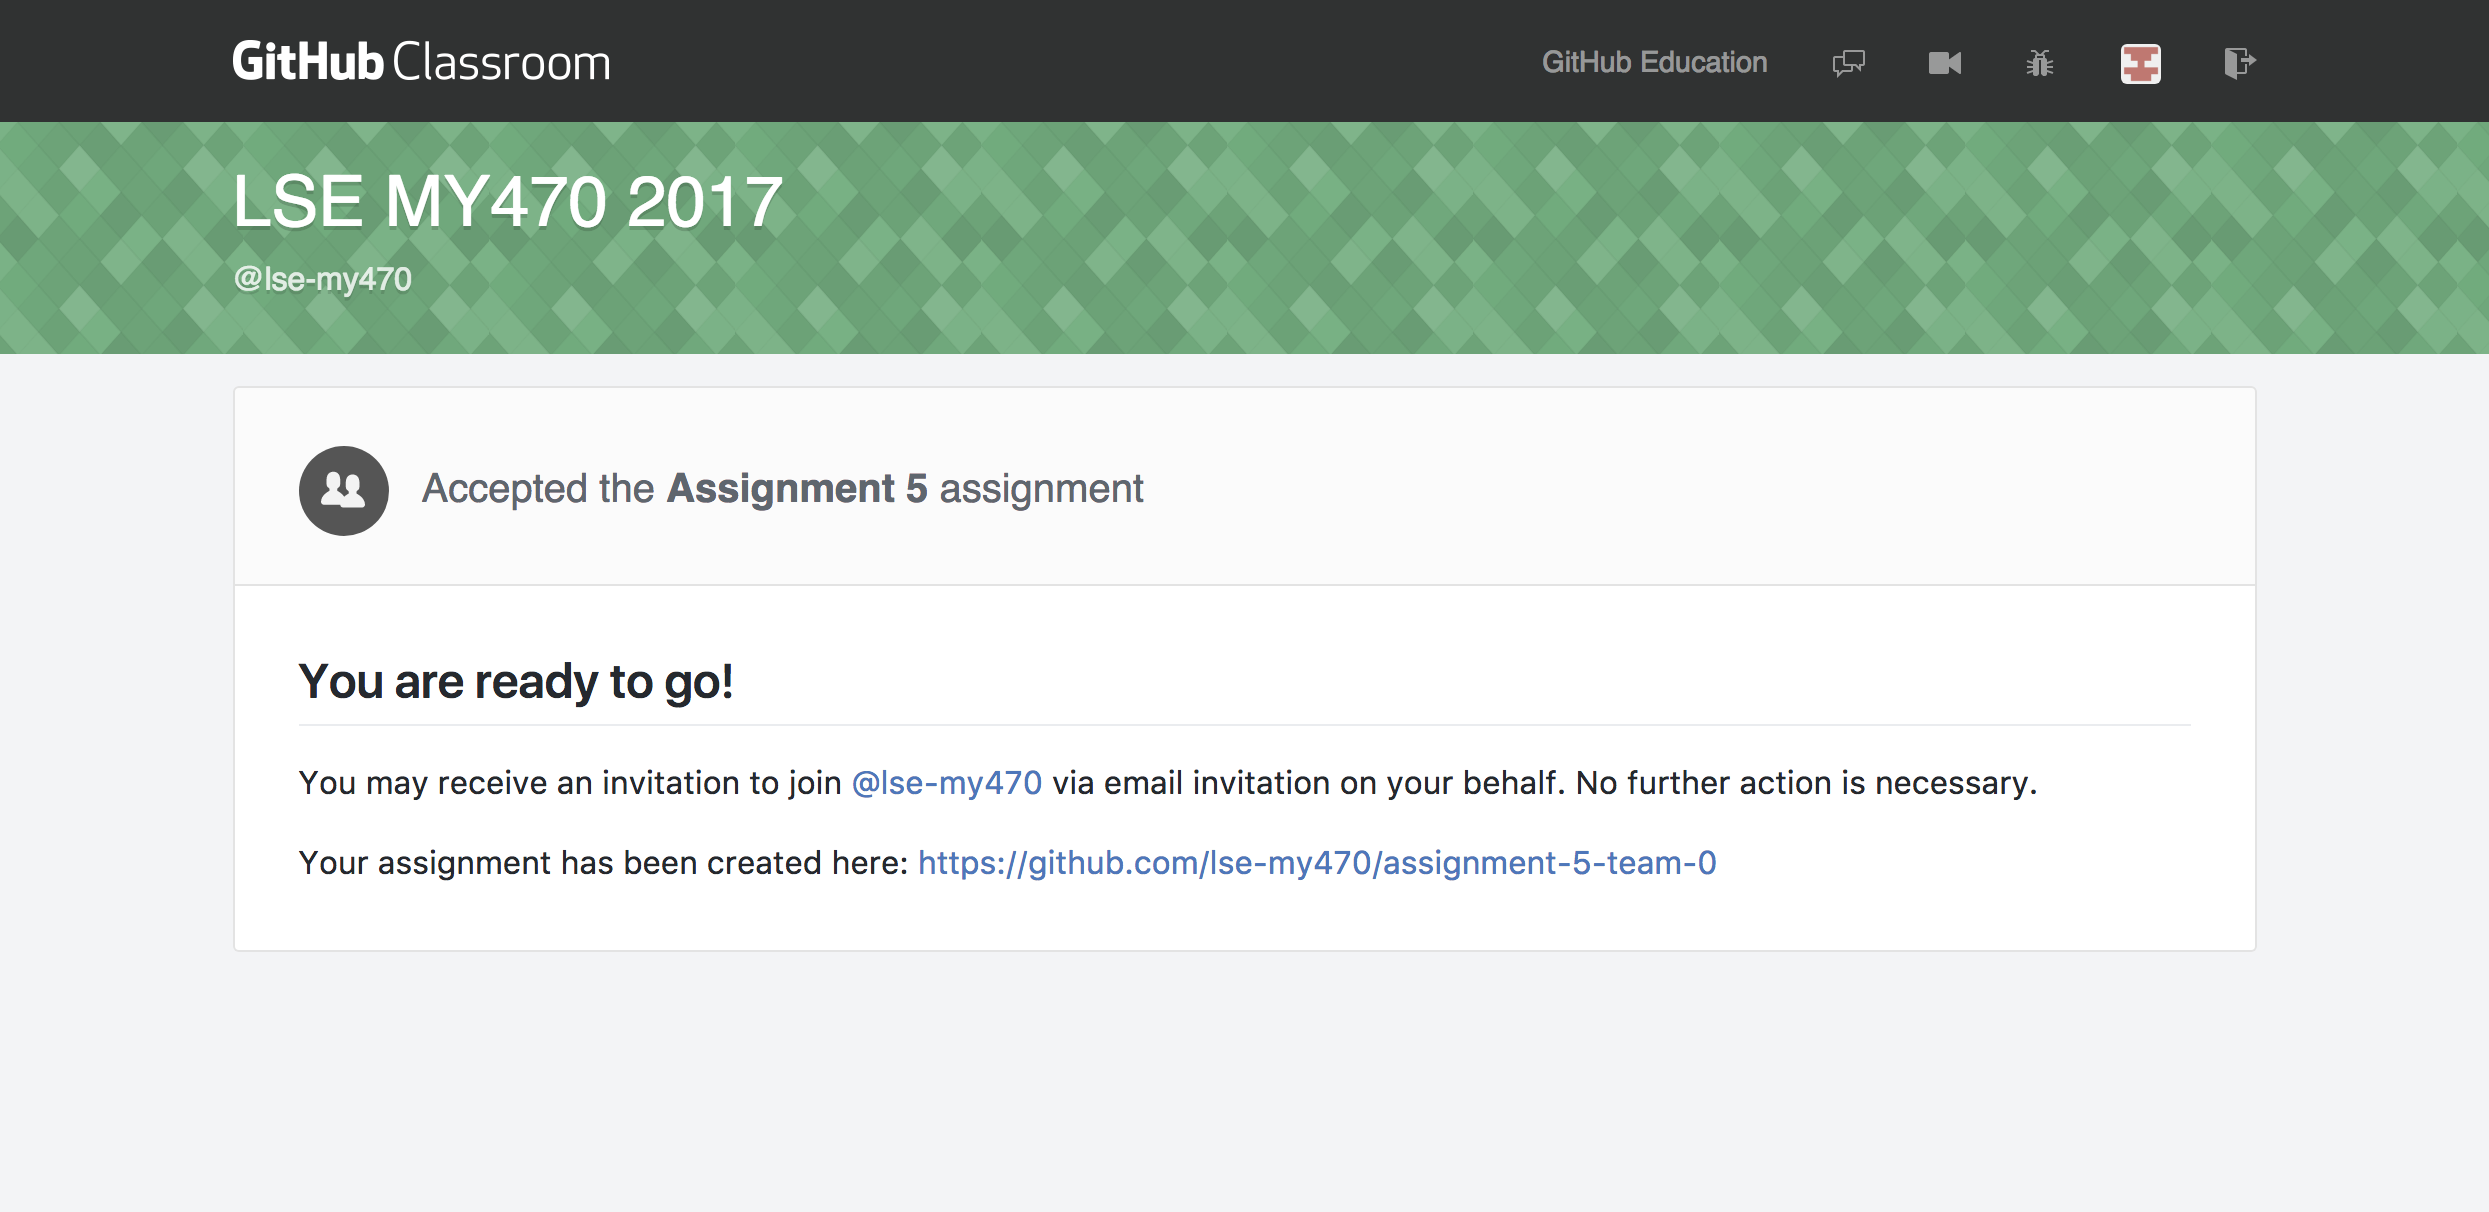 GitHub Classroom
GitHub Education
LSE MY470 2017
@lse-my470
Accepted the Assignment 5 assignment
You are ready to go!
You may receive an invitation to join @lse-my470 via email invitation on your behalf. No further action is necessary.
Your assignment has been created here: https://github.com/lse-my470/assignment-5-team-0